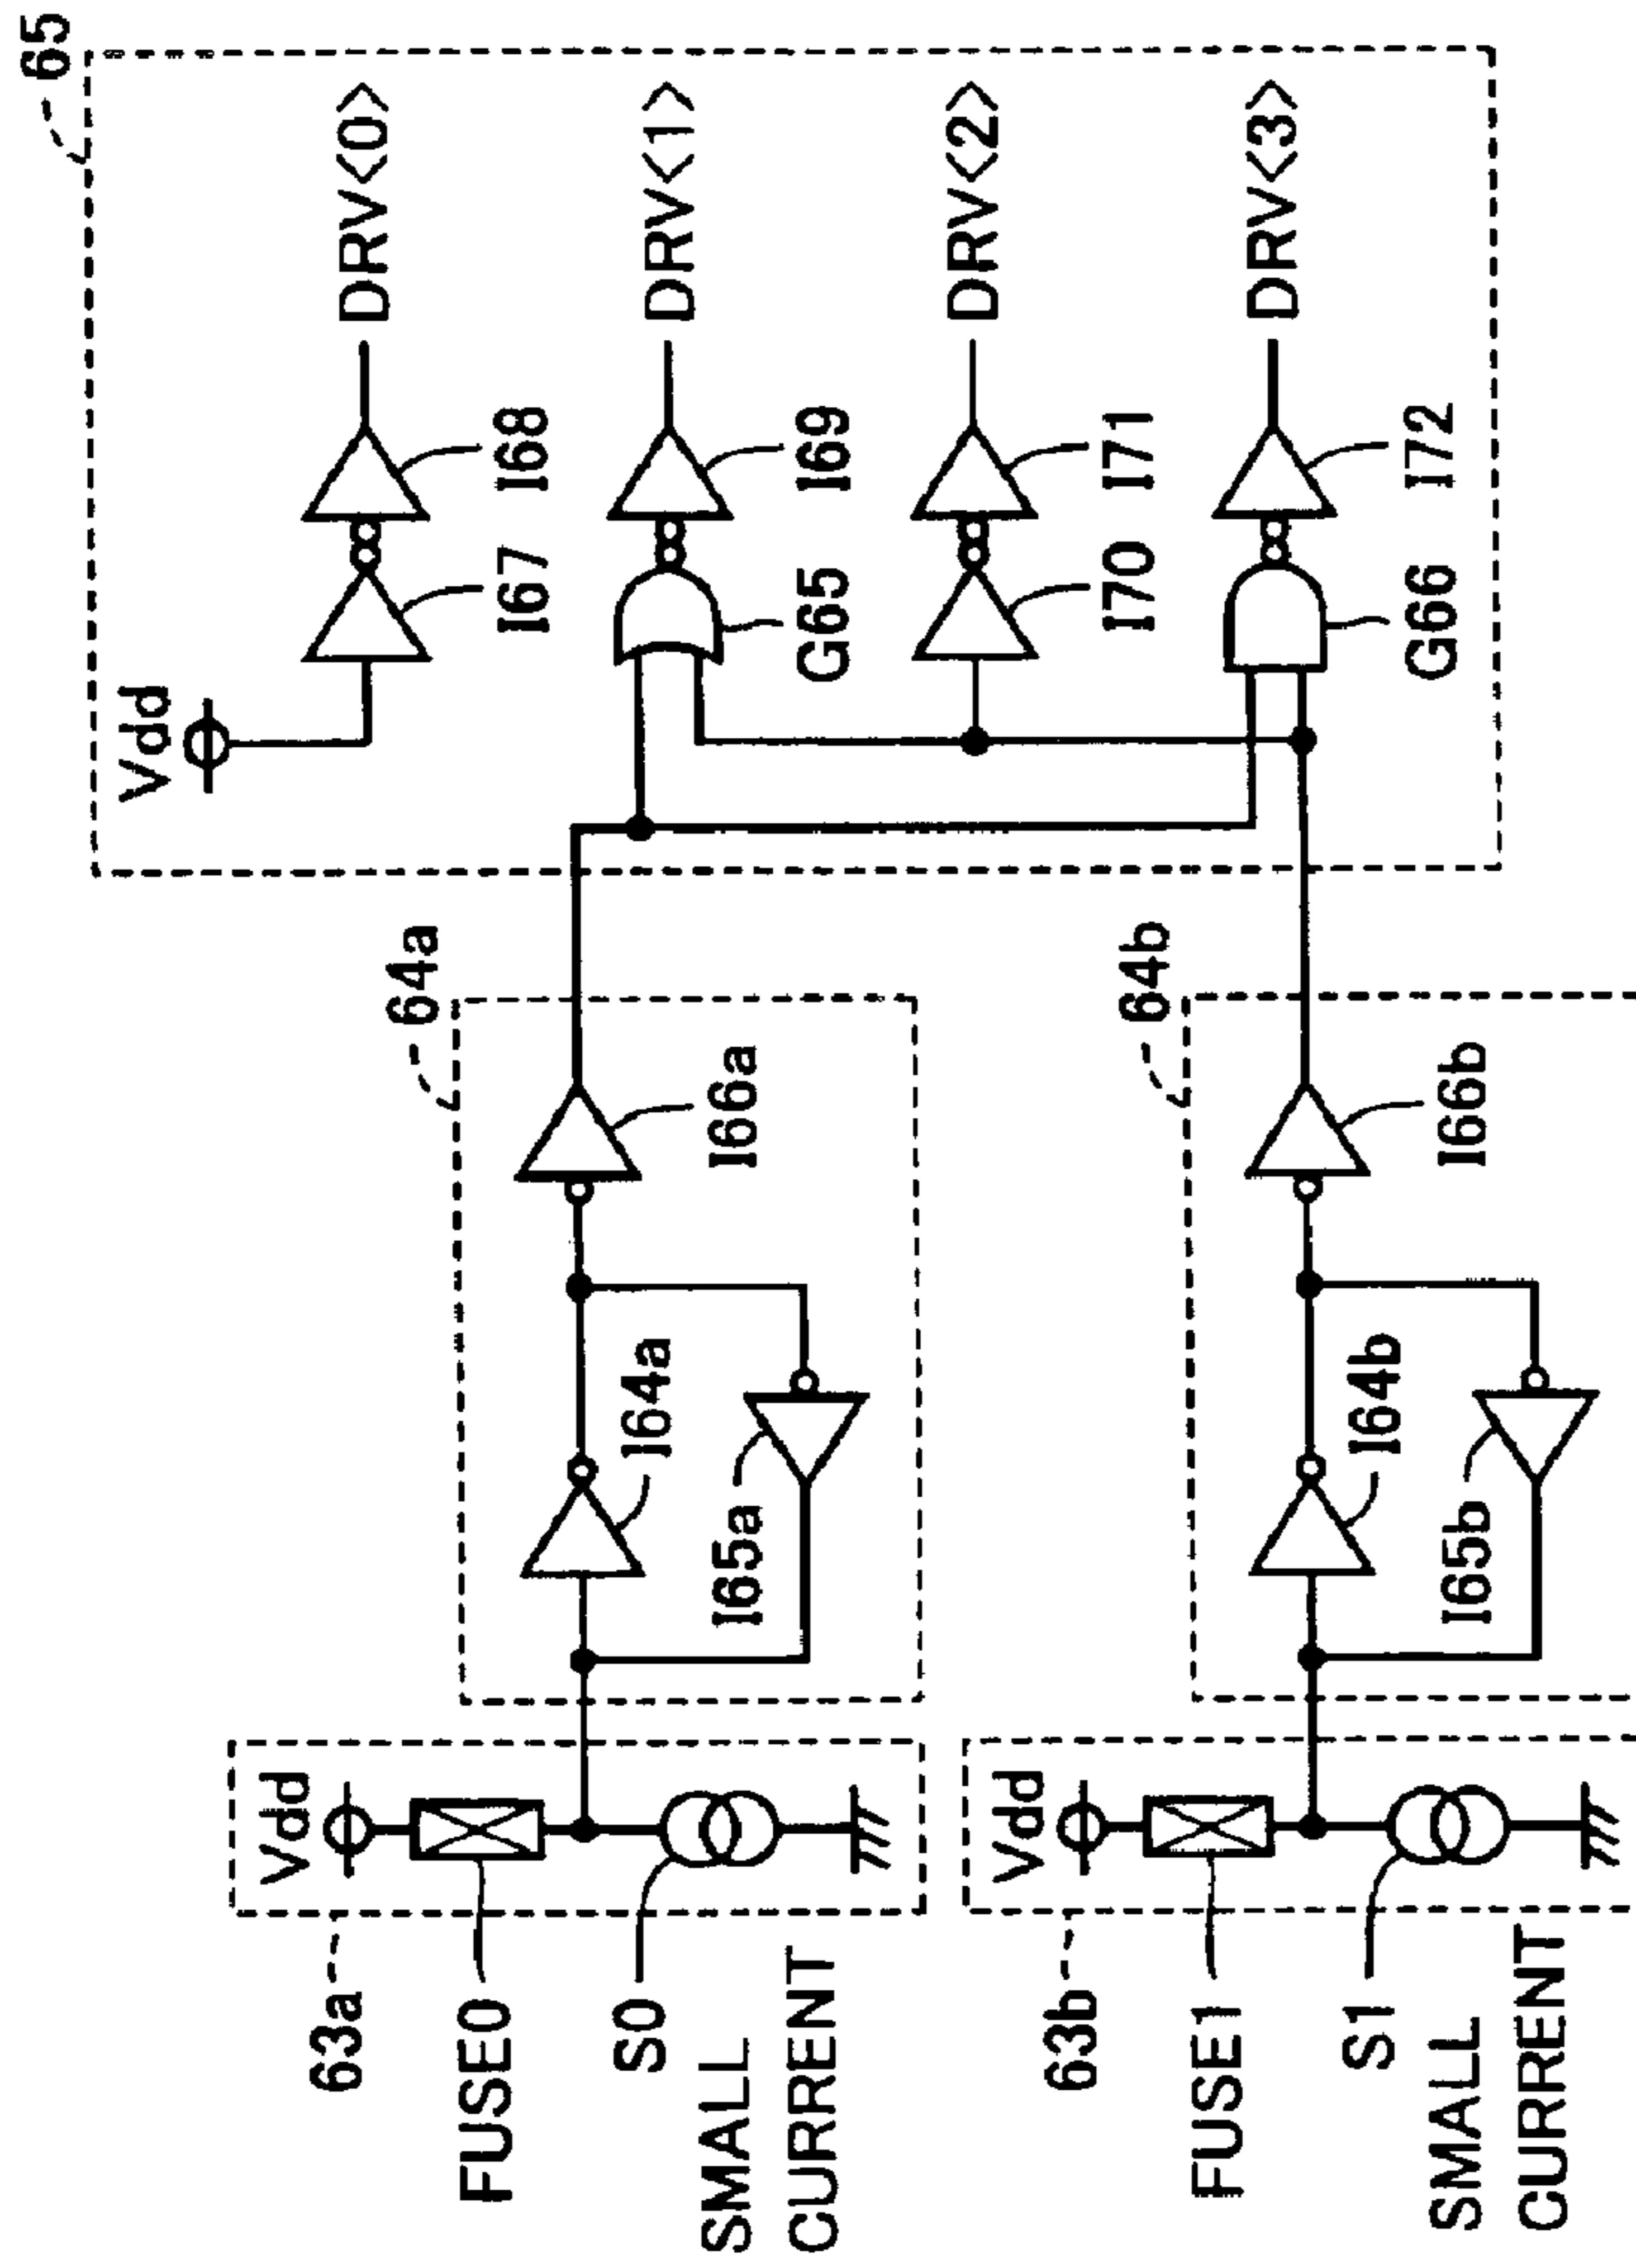 65
Vdd
I67
I68
DRV<0>
G65
I69
DRV<1>
I70
I71
DRV<2>
G66
I72
DRV<3>
64a
I64a
I65a
I66a
64b
I64b
I65b
I66b
63a
Vdd
FUSE0
S0
SMALL
CURRENT
63b
Vdd
FUSE1
S1
SMALL
CURRENT